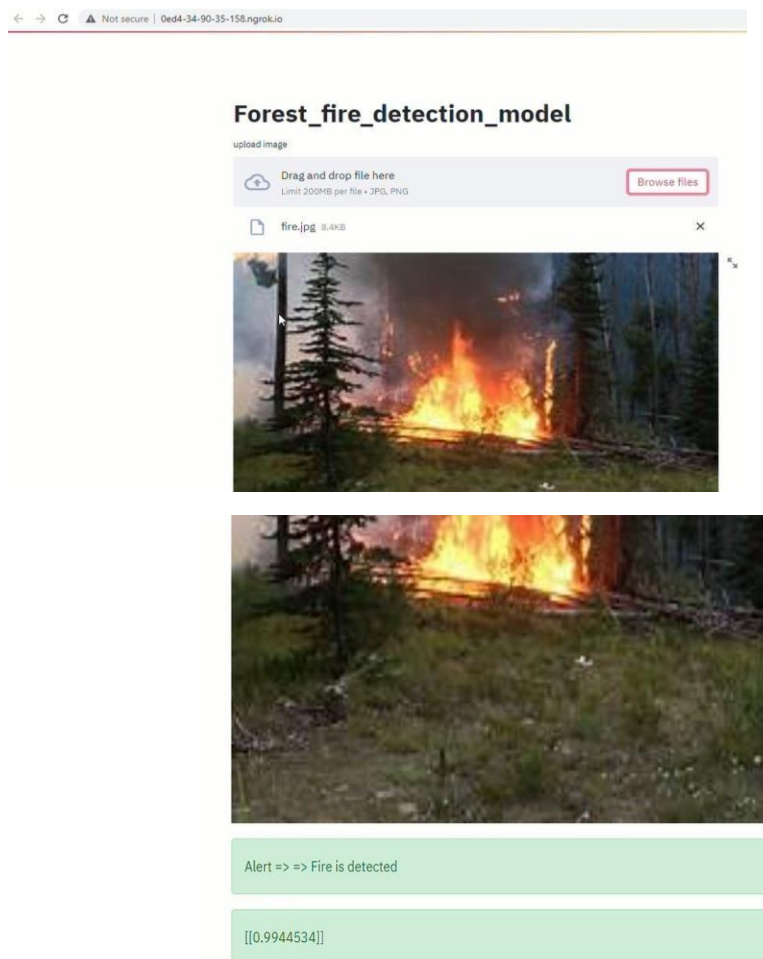 Not secure | 0ed4-34-90-35-158.ngrok.io
Forest_fire_detection_model
upload image
Drag and drop file here
Limit 200MB per file • JPG, PNG
Browse files
fire.jpg 8.4KB
Alert => => Fire is detected
[[0.9944534]]